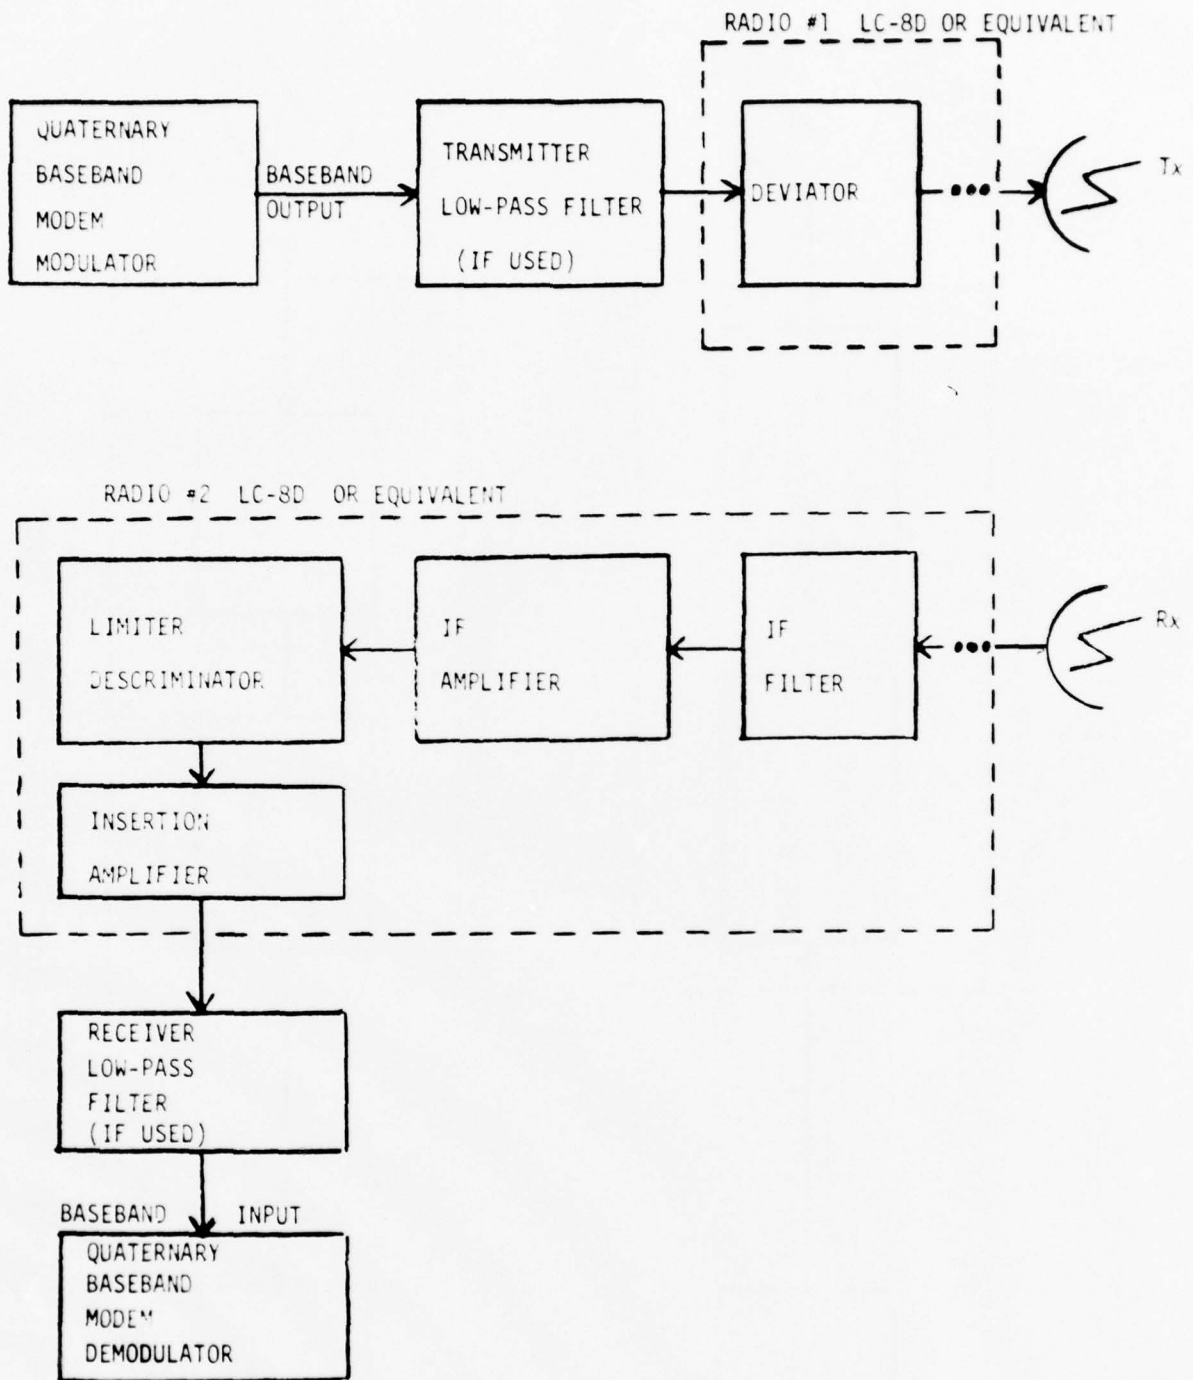 RADIO #1 LC-8D OR EQUIVALENT
QUATERNARY
BASEBAND
MODEM
MODULATOR
BASEBAND
OUTPUT
TRANSMITTER
LOW-PASS FILTER
(IF USED)
DEVIATOR
Tx
RADIO #2 LC-8D OR EQUIVALENT
LIMITER
DESCRIMINATOR
IF
AMPLIFIER
IF
FILTER
Rx
INSERTION
AMPLIFIER
RECEIVER
LOW-PASS
FILTER
(IF USED)
BASEBAND INPUT
QUATERNARY
BASEBAND
MODEM
DEMODULATOR